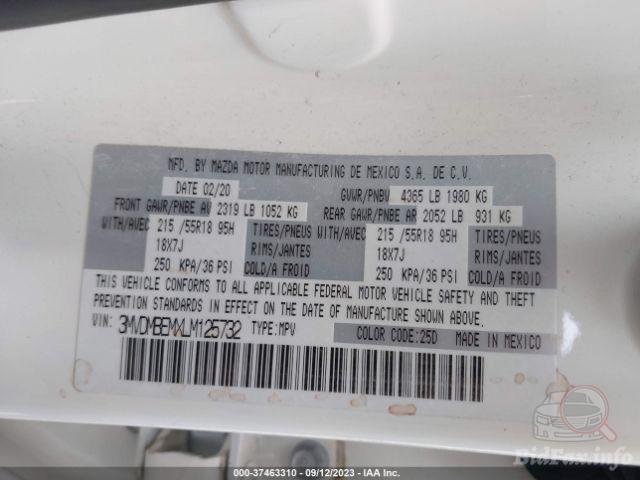 MFD. BY MAZDA MOTOR MANUFACTURING DE MEXICO S.A. DE C.V.
DATE 02/20 GVWR/PNBV 4365 LB 1980 KG
FRONT GAWR/PNBE AV 2319 LB 1052 KG REAR GAWR/PNBE AR 2052 LB 931 KG
WITH/AVEC 215 /55R18 95H TIRES/PNEUS WITH/AVEC 215 /55R18 95H TIRES/PNEUS
18X7J RIMS/JANTES 18X7J RIMS/JANTES
250 KPA/36 PSI COLD/A FROID 250 KPA/36 PSI COLD/A FROID
THIS VEHICLE CONFORMS TO ALL APPLICABLE FEDERAL MOTOR VEHICLE SAFETY AND THEFT
PREVENTION STANDARDS IN EFFECT ON THE DATE OF MANUFACTURE SHOWN ABOVE.
VIN: 3MVDMBEMXLM125732 TYPE:MPV COLOR CODE:25D MADE IN MEXICO
BidFax.info
000-37463310 - 09/12/2023 - IAA Inc.